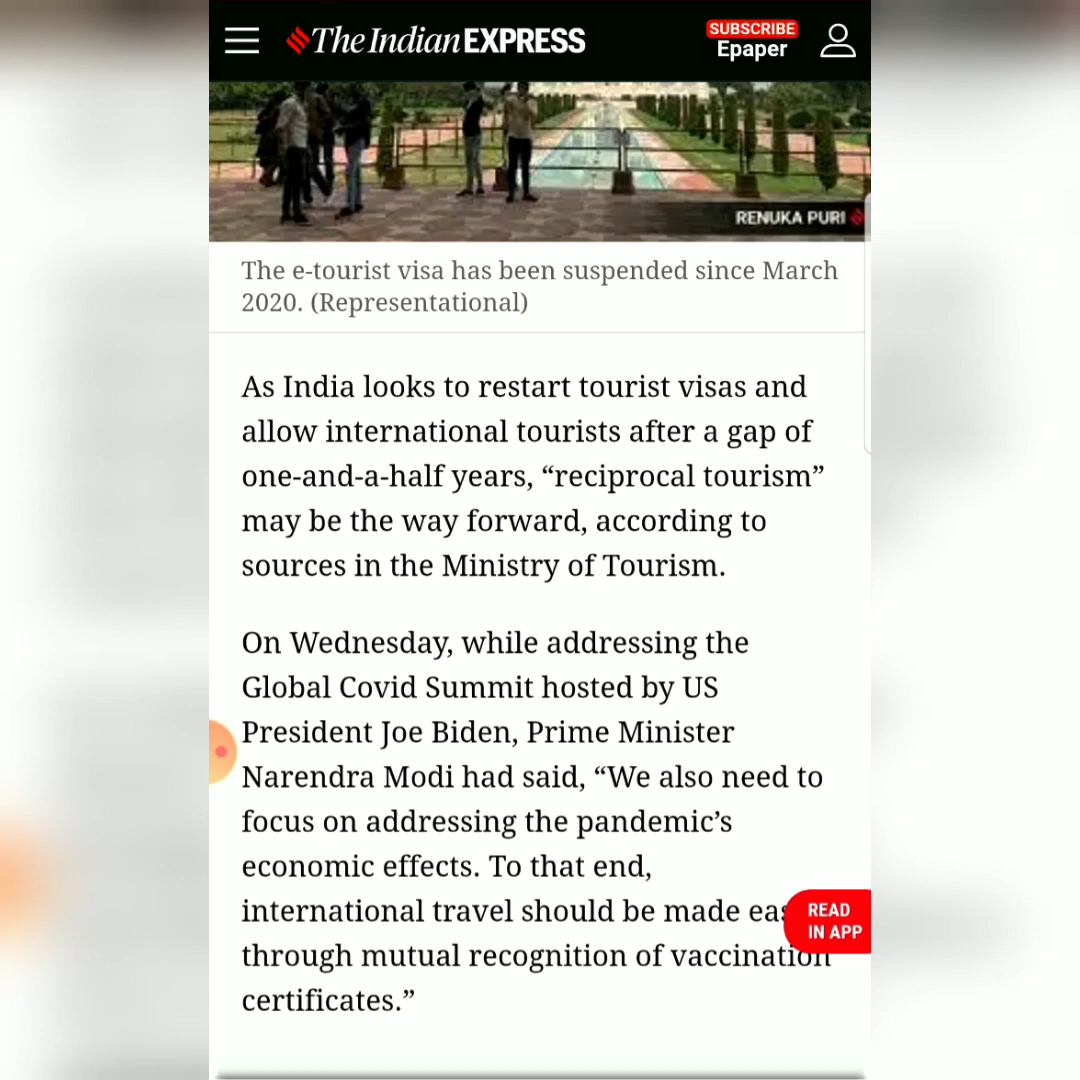 The Indian EXPRESS
SUBSCRIBE
Epaper
RENUKA PURI
The e-tourist visa has been suspended since March
2020. (Representational)
As India looks to restart tourist visas and
allow international tourists after a gap of
one-and-a-half years, “reciprocal tourism”
may be the way forward, according to
sources in the Ministry of Tourism.
On Wednesday, while addressing the
Global Covid Summit hosted by US
President Joe Biden, Prime Minister
Narendra Modi had said, “We also need to
focus on addressing the pandemic’s
economic effects. To that end,
international travel should be made
through mutual recognition of vaccination
certificates.”
READ
IN APP